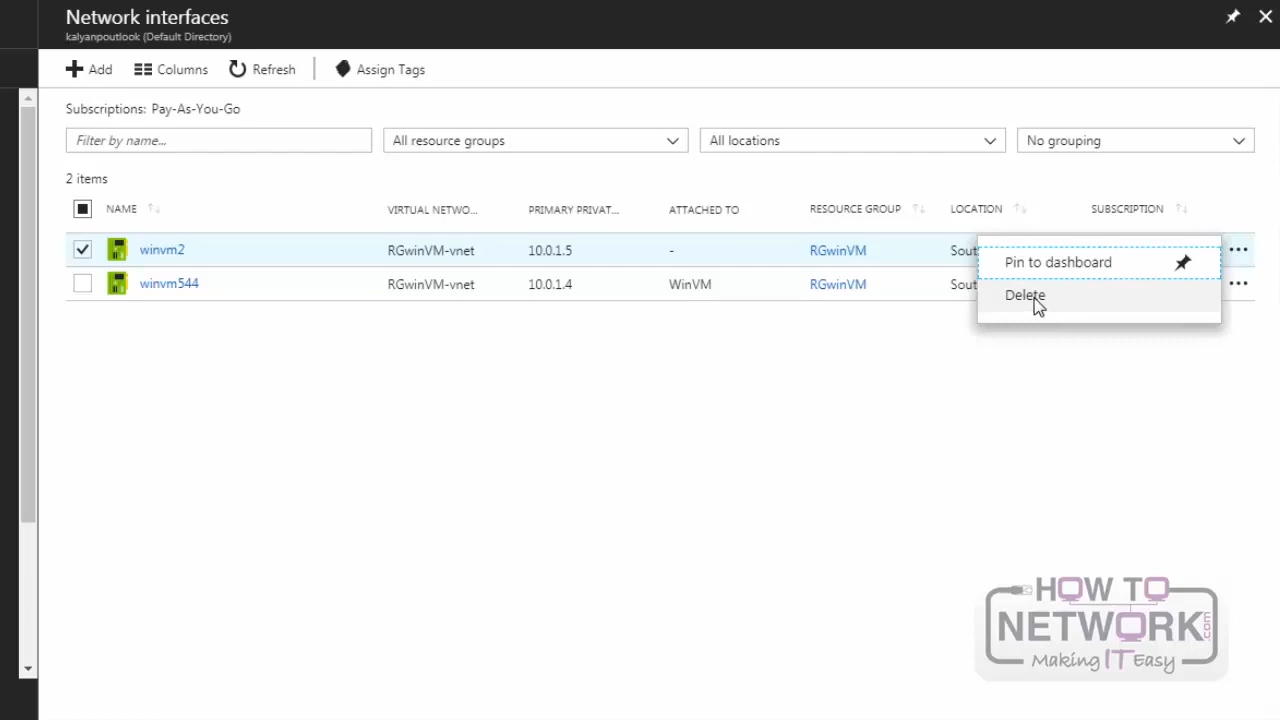 Network interfaces
kalyanpoutlook (Default Directory)
Add Columns Refresh Assign Tags
Subscriptions: Pay-As-You-Go
Filter by name... All resource groups All locations No grouping
2 items
NAME VIRTUAL NETWO... PRIMARY PRIVAT... ATTACHED TO RESOURCE GROUP LOCATION SUBSCRIPTION
winvm2 RGwinVM-vnet 10.0.1.5 - RGwinVM Sout
Pin to dashboard
winvm544 RGwinVM-vnet 10.0.1.4 WinVM RGwinVM Sout
Delete
HOW TO
NETWORK.com
Making IT Easy